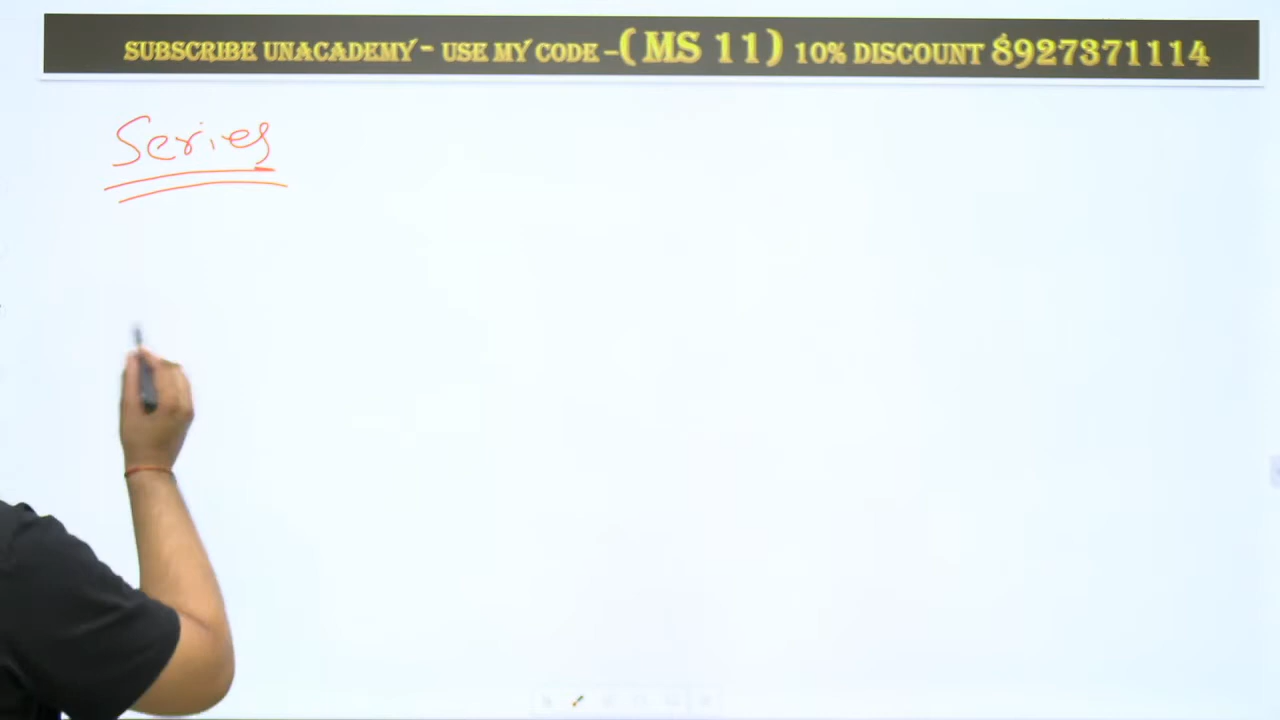 SUBSCRIBE UNACADEMY - USE MY CODE –( MS 11) 10% DISCOUNT 8927371114
Series